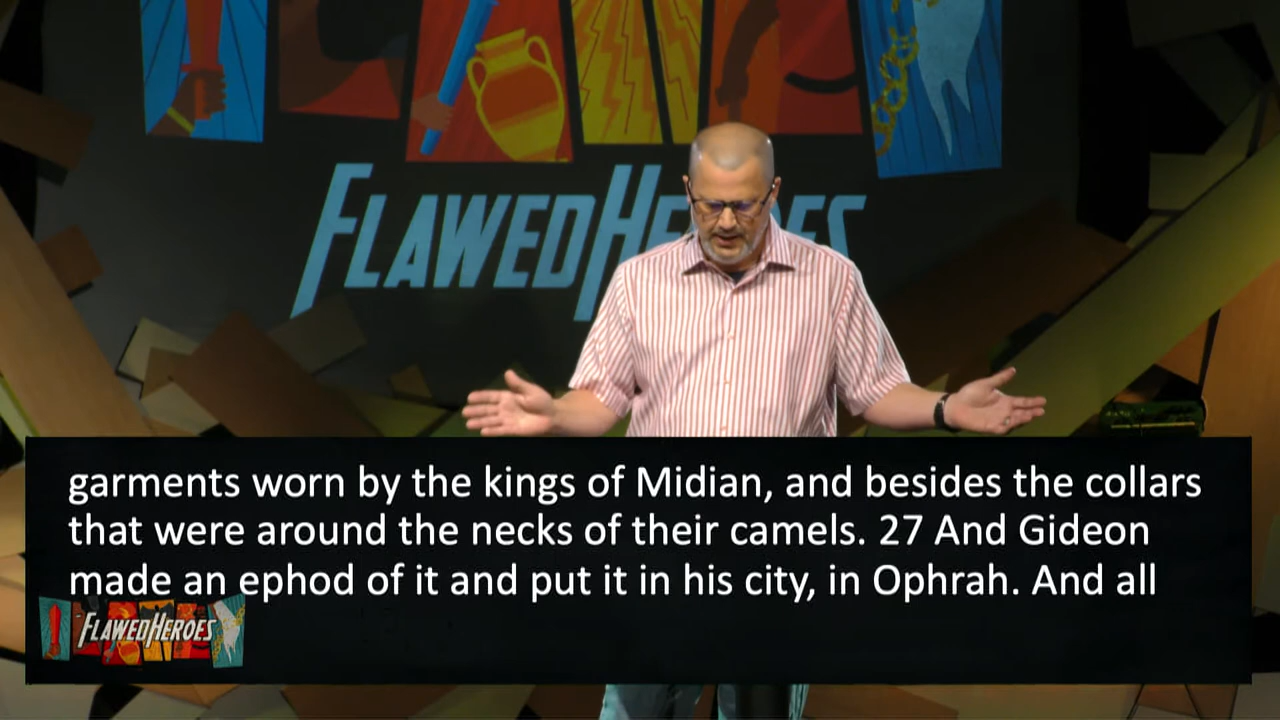 FLAWEDHEROES
garments worn by the kings of Midian, and besides the collars
that were around the necks of their camels. 27 And Gideon
made an ephod of it and put it in his city, in Ophrah. And all
FLAWEDHEROES